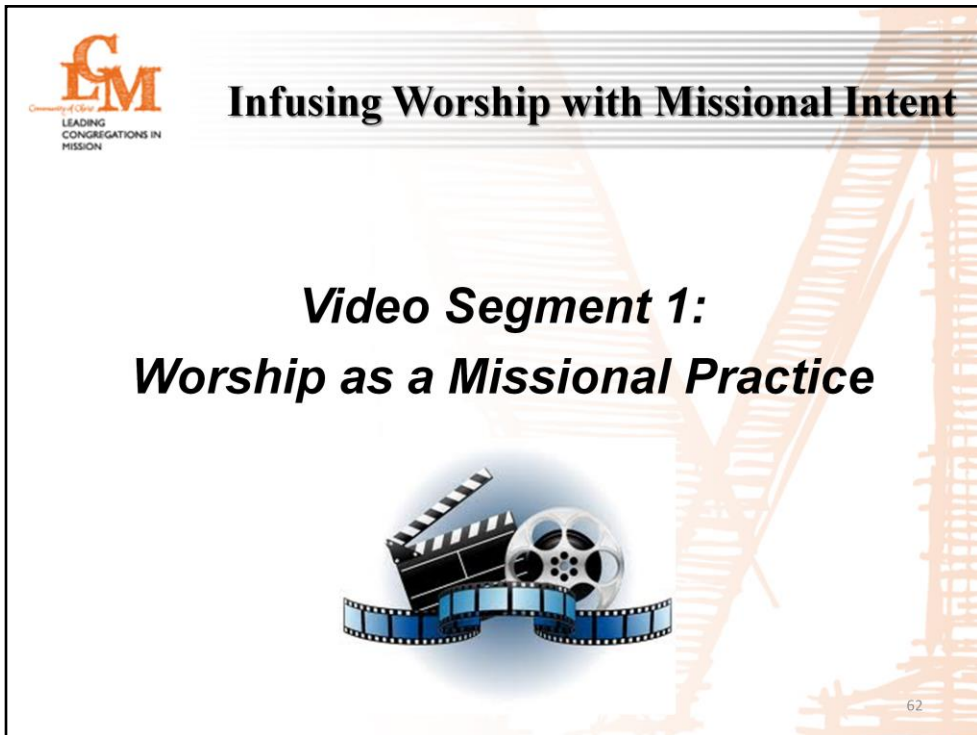 LCM
Community of Christ
LEADING
CONGREGATIONS IN
MISSION
Infusing Worship with Missional Intent
Video Segment 1:
Worship as a Missional Practice
62